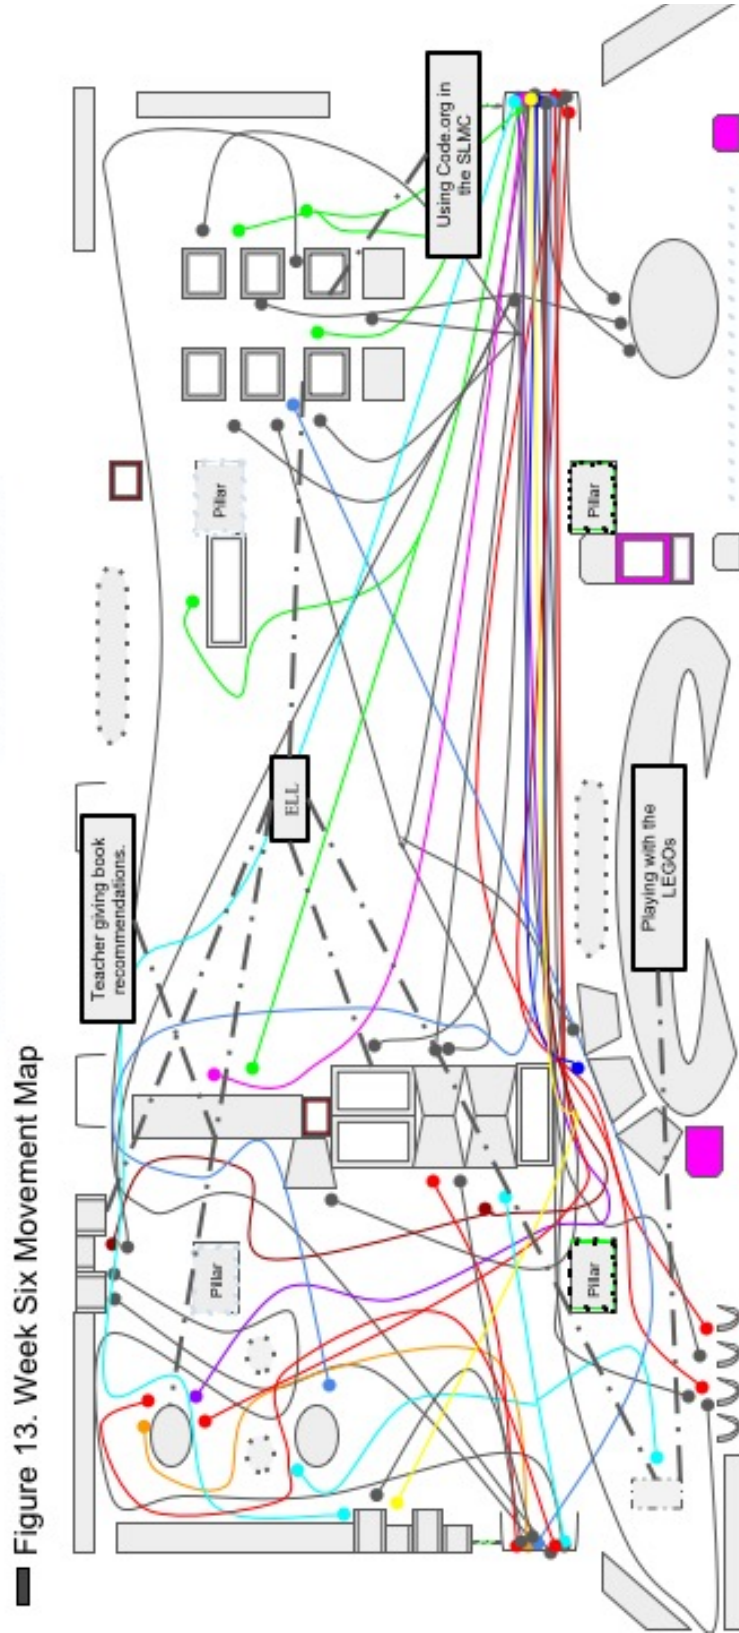 Figure 13. Week Six Movement Map
Teacher giving book
recommendations.
ELL
Using Code.org in
the SLMC
Playing with the
LEGOs
Pillar
Pillar
Pillar
Pillar